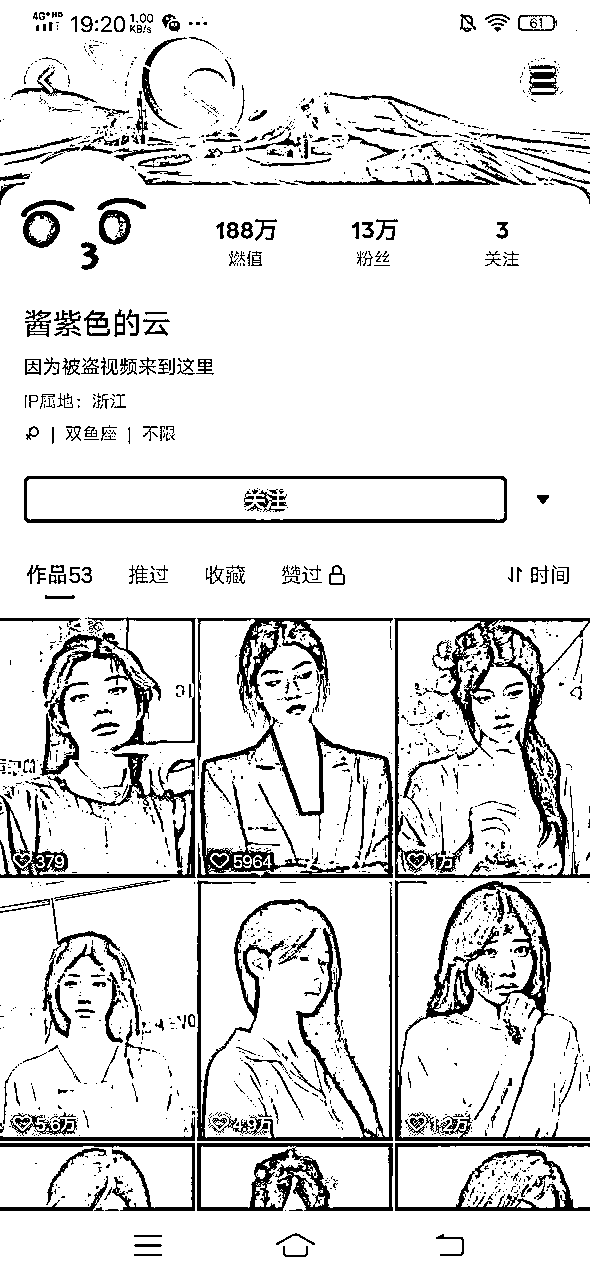 4G+HD 19:20 1.00 KB/s ... 61
188万 13万 3
燃值 粉丝 关注
酱紫色的云
因为被盗视频来到这里
IP属地：浙江
双鱼座 | 不限
关注
作品53 推过 收藏 赞过 时间
379 5964 1万
5.6万 4.9万 1.2万